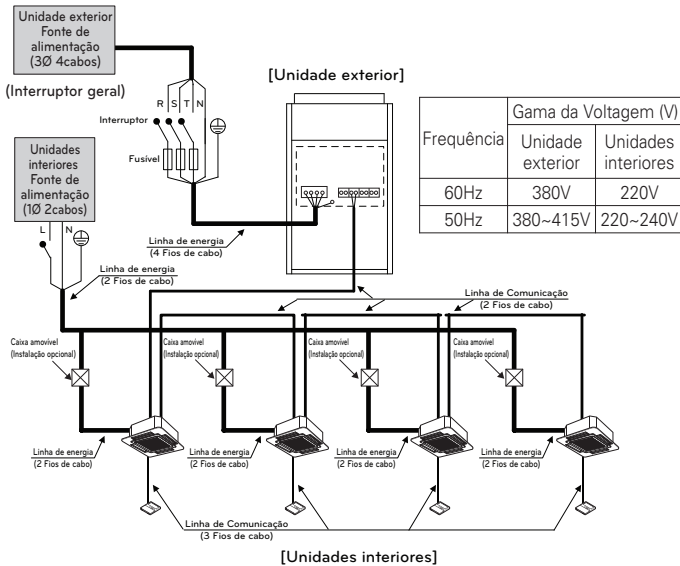 Unidade exterior
Fonte de
alimentação
(3Ø 4cabos)
(Interruptor geral)
R S T N
Interruptor
Fusível
[Unidade exterior]
Frequência
Gama da Voltagem (V)
Unidade
exterior
Unidades
interiores
60Hz 380V 220V
50Hz 380~415V 220~240V
Unidades
interiores
Fonte de
alimentação
(1Ø 2cabos)
L N
Linha de energia
(4 Fios de cabo)
Linha de energia
(2 Fios de cabo)
Linha de Comunicação
(2 Fios de cabo)
Caixa amovível
(Instalação opcional)
Caixa amovível
(Instalação opcional)
Caixa amovível
(Instalação opcional)
Caixa amovível
(Instalação opcional)
Linha de energia
(2 Fios de cabo)
Linha de energia
(2 Fios de cabo)
Linha de energia
(2 Fios de cabo)
Linha de energia
(2 Fios de cabo)
Linha de Comunicação
(3 Fios de cabo)
[Unidades interiores]